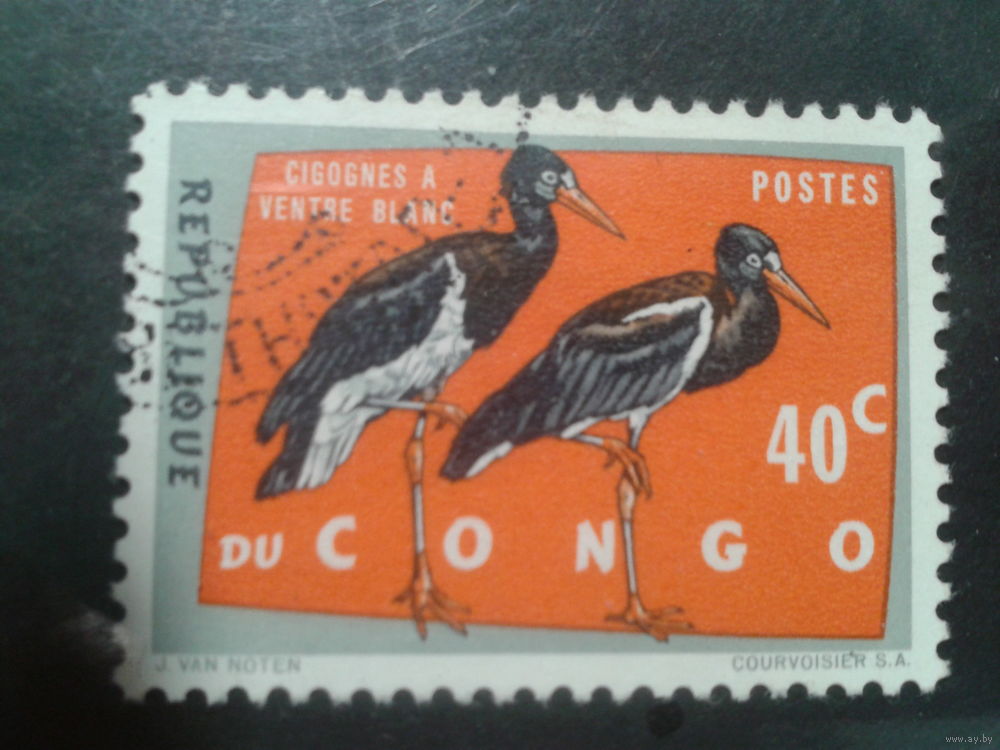 CIGOGNES A
VENTRE BLANC
POSTES
REPUBLIQUE
40C
DU CONGO
J. VAN NOTEN
COURVOISIER S.A.
www.ay.by